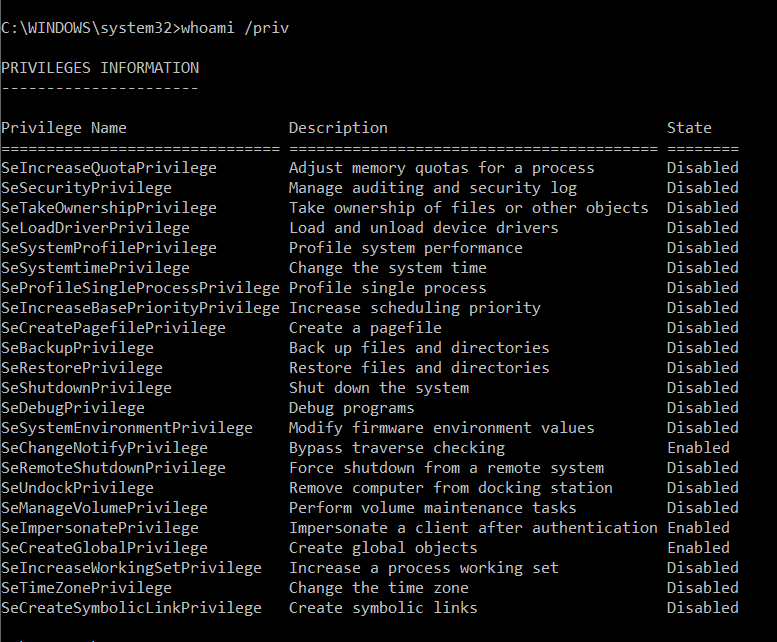 C:\WINDOWS\system32>whoami /priv
PRIVILEGES INFORMATION
----------------------
Privilege Name                  Description                               State
=============================== ========================================= ========
SeIncreaseQuotaPrivilege        Adjust memory quotas for a process        Disabled
SeSecurityPrivilege             Manage auditing and security log          Disabled
SeTakeOwnershipPrivilege        Take ownership of files or other objects  Disabled
SeLoadDriverPrivilege           Load and unload device drivers            Disabled
SeSystemProfilePrivilege        Profile system performance                Disabled
SeSystemtimePrivilege           Change the system time                    Disabled
SeProfileSingleProcessPrivilege Profile single process                    Disabled
SeIncreaseBasePriorityPrivilege Increase scheduling priority              Disabled
SeCreatePagefilePrivilege       Create a pagefile                         Disabled
SeBackupPrivilege               Back up files and directories             Disabled
SeRestorePrivilege              Restore files and directories             Disabled
SeShutdownPrivilege             Shut down the system                      Disabled
SeDebugPrivilege                Debug programs                            Disabled
SeSystemEnvironmentPrivilege    Modify firmware environment values        Disabled
SeChangeNotifyPrivilege         Bypass traverse checking                  Enabled
SeRemoteShutdownPrivilege       Force shutdown from a remote system       Disabled
SeUndockPrivilege               Remove computer from docking station      Disabled
SeManageVolumePrivilege         Perform volume maintenance tasks          Disabled
SeImpersonatePrivilege          Impersonate a client after authentication Enabled
SeCreateGlobalPrivilege         Create global objects                     Enabled
SeIncreaseWorkingSetPrivilege   Increase a process working set            Disabled
SeTimeZonePrivilege             Change the time zone                      Disabled
SeCreateSymbolicLinkPrivilege   Create symbolic links                     Disabled